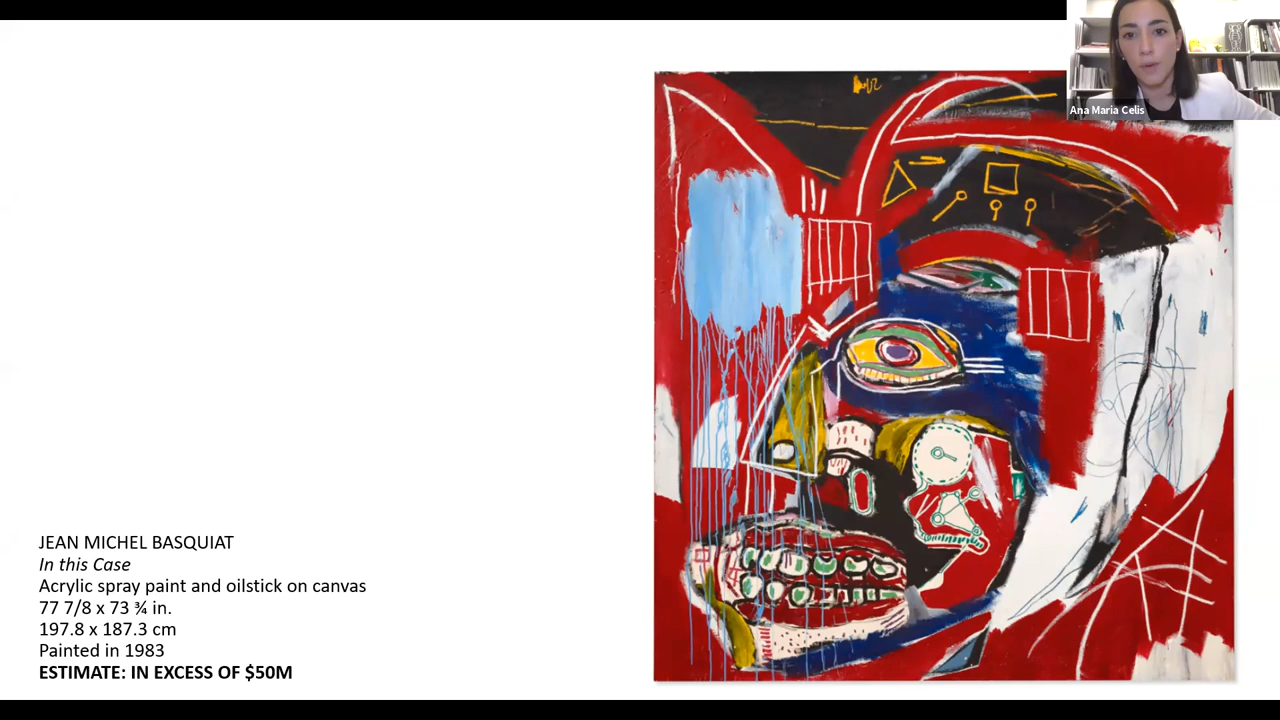 Ana Maria Celis
JEAN MICHEL BASQUIAT
In this Case
Acrylic spray paint and oilstick on canvas
77 7/8 x 73 ¾ in.
197.8 x 187.3 cm
Painted in 1983
ESTIMATE: IN EXCESS OF $50M